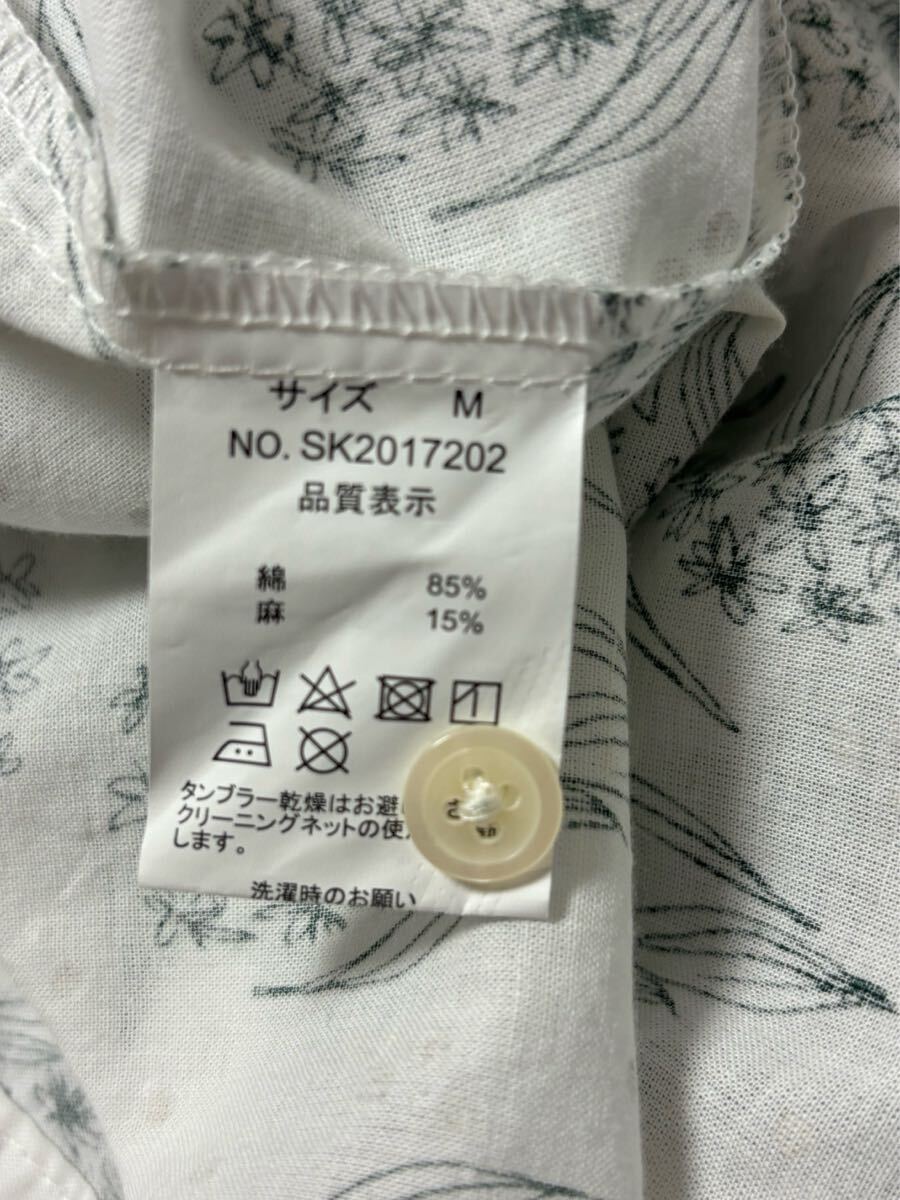 サイズ M
NO. SK2017202
品質表示
綿 85%
麻 15%
タンブラー乾燥はお避
クリーニングネットの使
します。
洗濯時のお願い